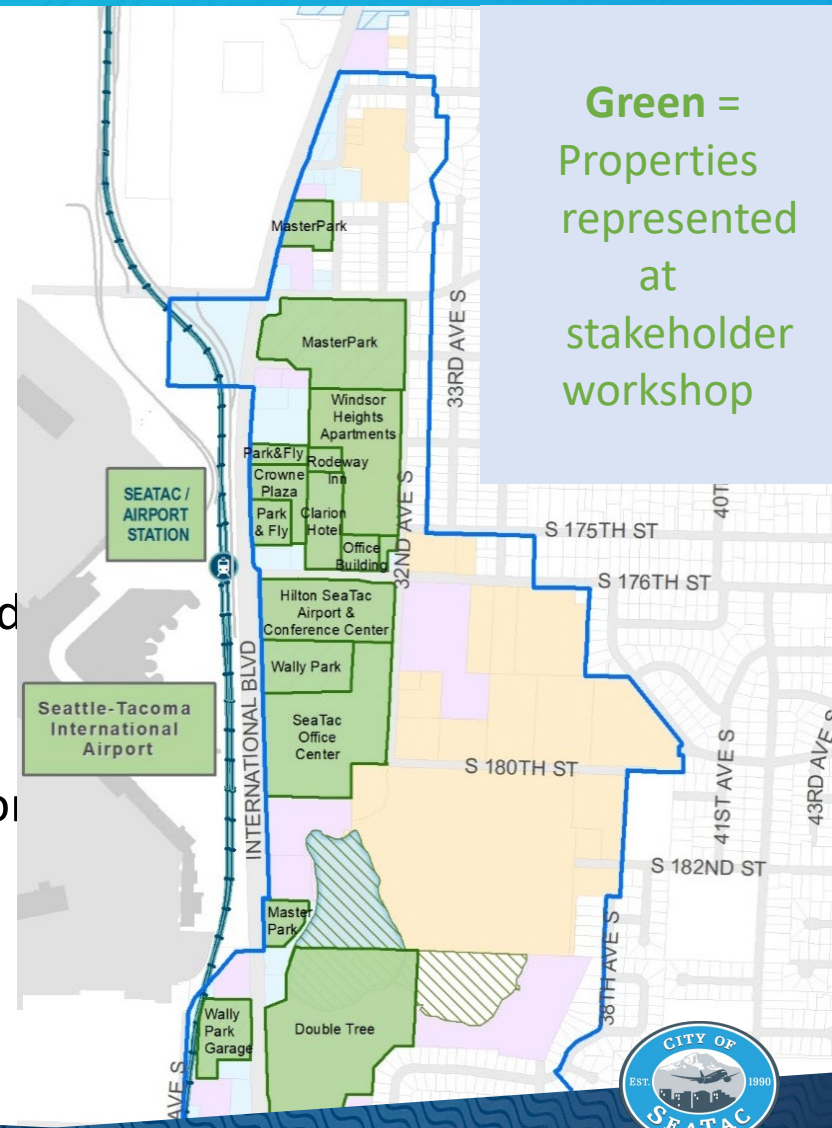 Green =
Properties
represented
at
stakeholder
workshop
MasterPark
MasterPark
33RD AVE S
Windsor
Heights
Apartments
Park&Fly
Rodeway
Inn
Crowne
Plaza
Park
& Fly
Clarion
Hotel
Office
Building
32ND AVE S
SEATAC /
AIRPORT
STATION
S 175TH ST
S 176TH ST
Hilton SeaTac
Airport &
Conference Center
Wally Park
INTERNATIONAL BLVD
SeaTac
Office
Center
Seattle-Tacoma
International
Airport
S 180TH ST
41ST AVE S
43RD AVE S
S 182ND ST
Master
Park
38TH AVE S
Wally
Park
Garage
Double Tree
AVE S
CITY OF
EST.
1990
SEATAC